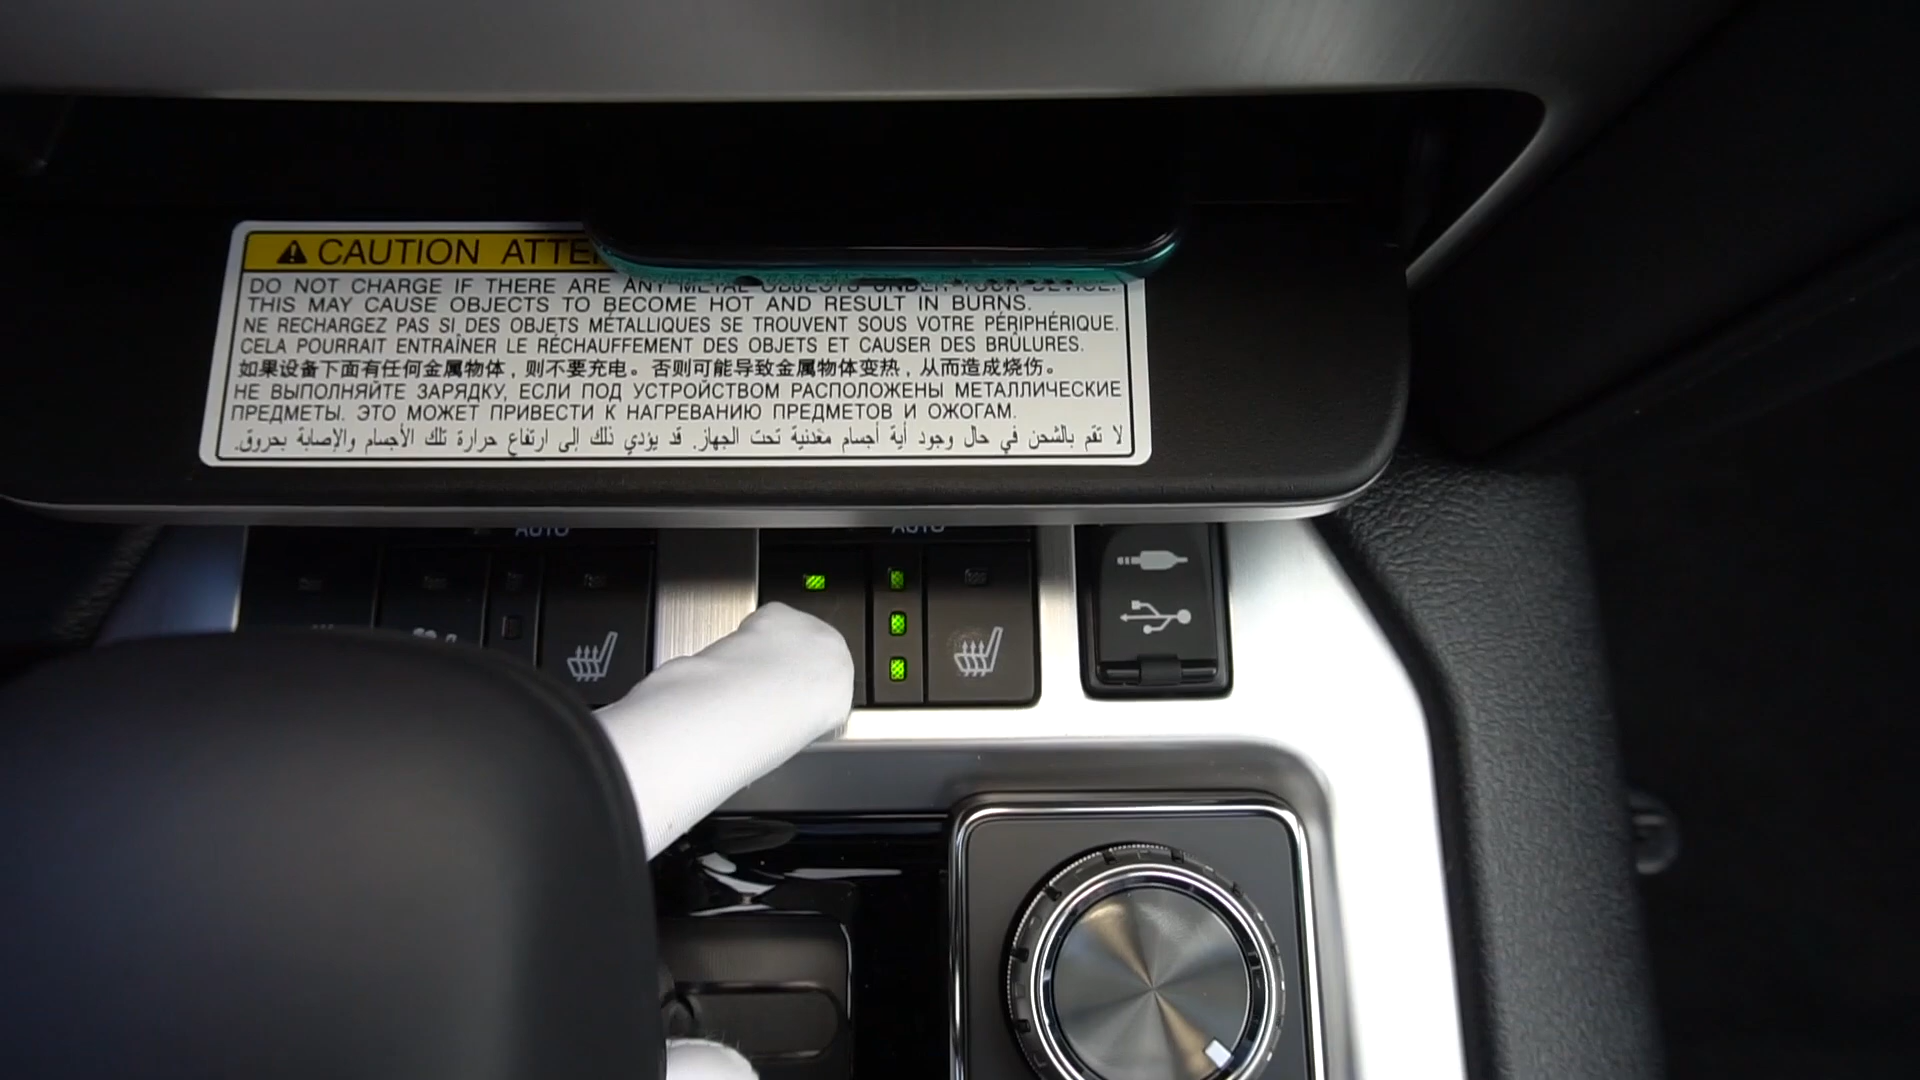 CAUTION
DO NOT CHARGE IF THERE ARE ANY METAL OBJECTS UNDER YOUR DEVICE.
THIS MAY CAUSE OBJECTS TO BECOME HOT AND RESULT IN BURNS.
NE RECHARGEZ PAS SI DES OBJETS MÉTALLIQUES SE TROUVENT SOUS VOTRE PÉRIPHÉRIQUE.
CELA POURRAIT ENTRAÎNER LE RÉCHAUFFEMENT DES OBJETS ET CAUSER DES BRÛLURES.
如果设备下面有任何金属物体，则不要充电。否则可能导致金属物体变热，从而造成烧伤。
НЕ ВЫПОЛНЯЙТЕ ЗАРЯДКУ, ЕСЛИ ПОД УСТРОЙСТВОМ РАСПОЛОЖЕНЫ МЕТАЛЛИЧЕСКИЕ
ПРЕДМЕТЫ. ЭТО МОЖЕТ ПРИВЕСТИ К НАГРЕВАНИЮ ПРЕДМЕТОВ И ОЖОГАМ.
لا تقم بالشحن في حال وجود أية أجسام معدنية تحت الجهاز. قد يؤدي ذلك إلى ارتفاع حرارة تلك الأجسام والإصابة بحروق.
AUTO AUTO